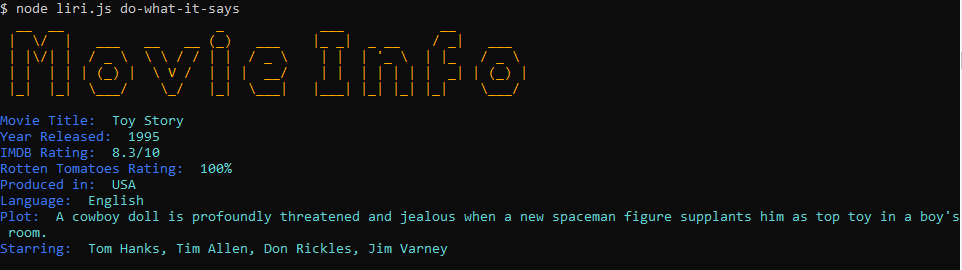 $ node liri.js do-what-it-says
Movie Info
Movie Title:  Toy Story
Year Released:  1995
IMDB Rating:  8.3/10
Rotten Tomatoes Rating:  100%
Produced in:  USA
Language:  English
Plot:  A cowboy doll is profoundly threatened and jealous when a new spaceman figure supplants him as top toy in a boy's
room.
Starring:  Tom Hanks, Tim Allen, Don Rickles, Jim Varney